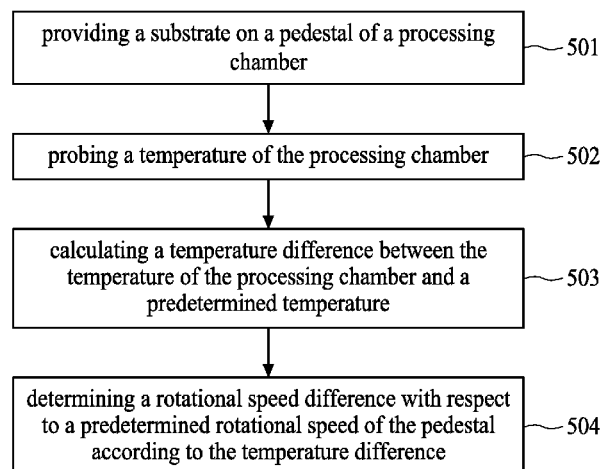 providing a substrate on a pedestal of a processing
chamber
501
probing a temperature of the processing chamber
502
calculating a temperature difference between the
temperature of the processing chamber and a
predetermined temperature
503
determining a rotational speed difference with respect
to a predetermined rotational speed of the pedestal
according to the temperature difference
504